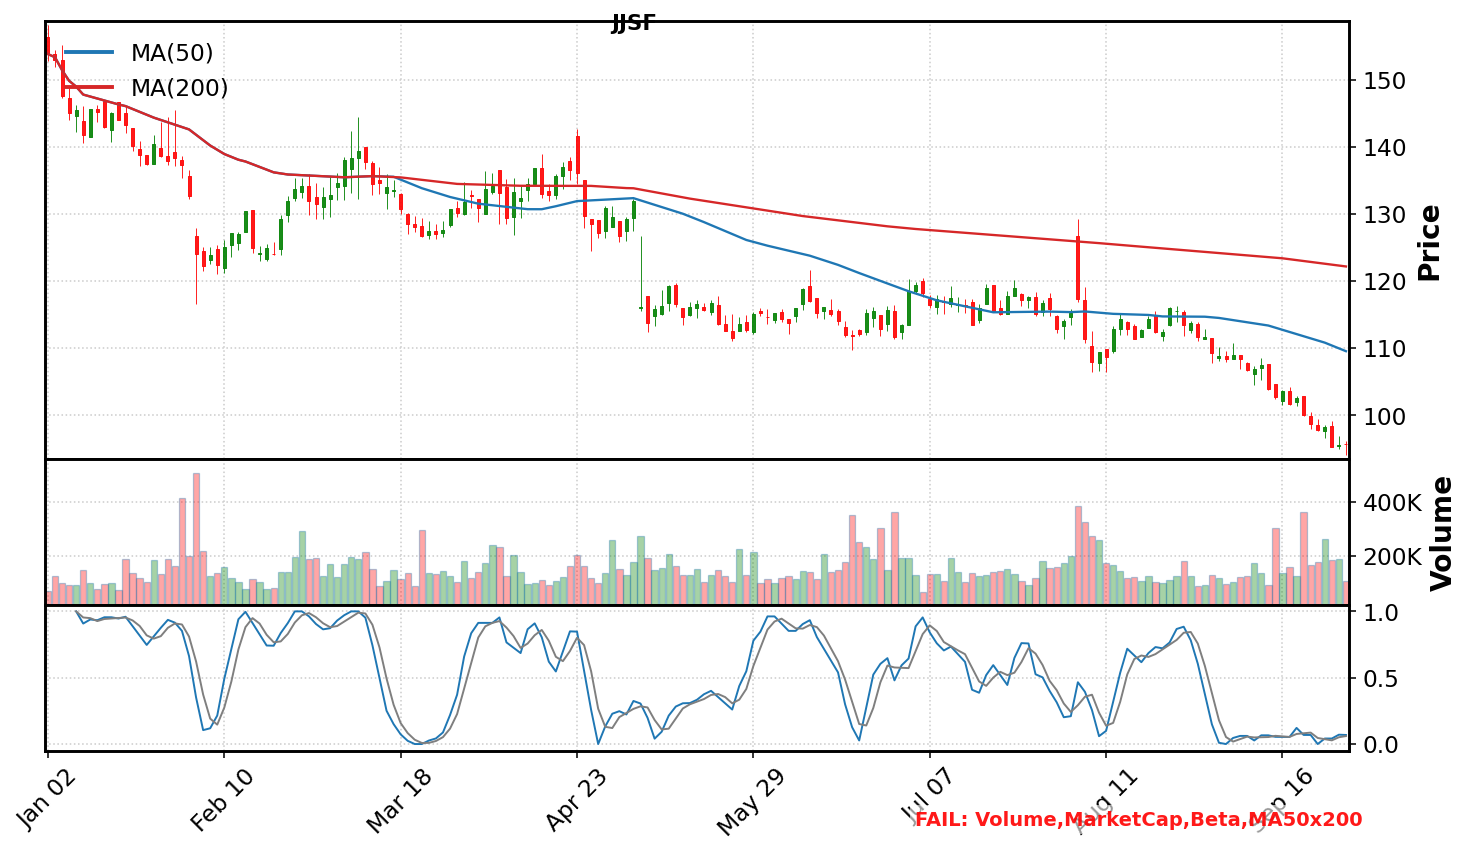 JJSF
MA(50)
MA(200)
150
140
130
120
110
100
Price
400K
200K
Volume
1.0
0.5
0.0
Jan 02
Feb 10
Mar 18
Apr 23
May 29
Jul 07
Aug 11
Sep 16
FAIL: Volume,MarketCap,Beta,MA50x200